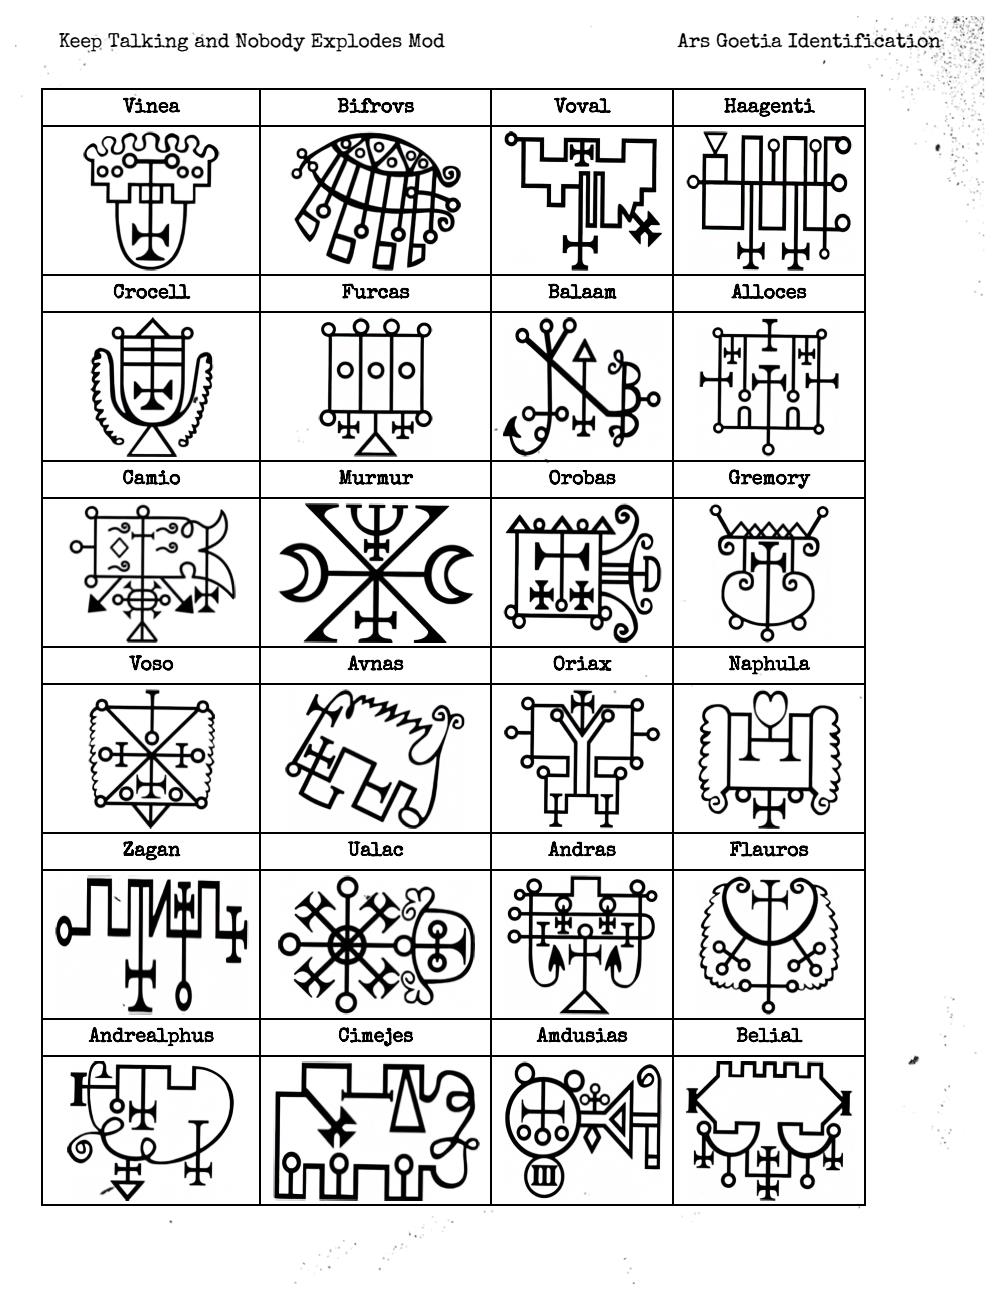 Keep Talking and Nobody Explodes Mod Ars Goetia Identification
Vinea Bifrovs Voval Haagenti
Crocell Furcas Balaam Alloces
Camio Murmur Orobas Gremory
Voso Avnas Oriax Naphula
Zagan Ualac Andras Flauros
Andrealphus Cimejes Amdusias Belial
III